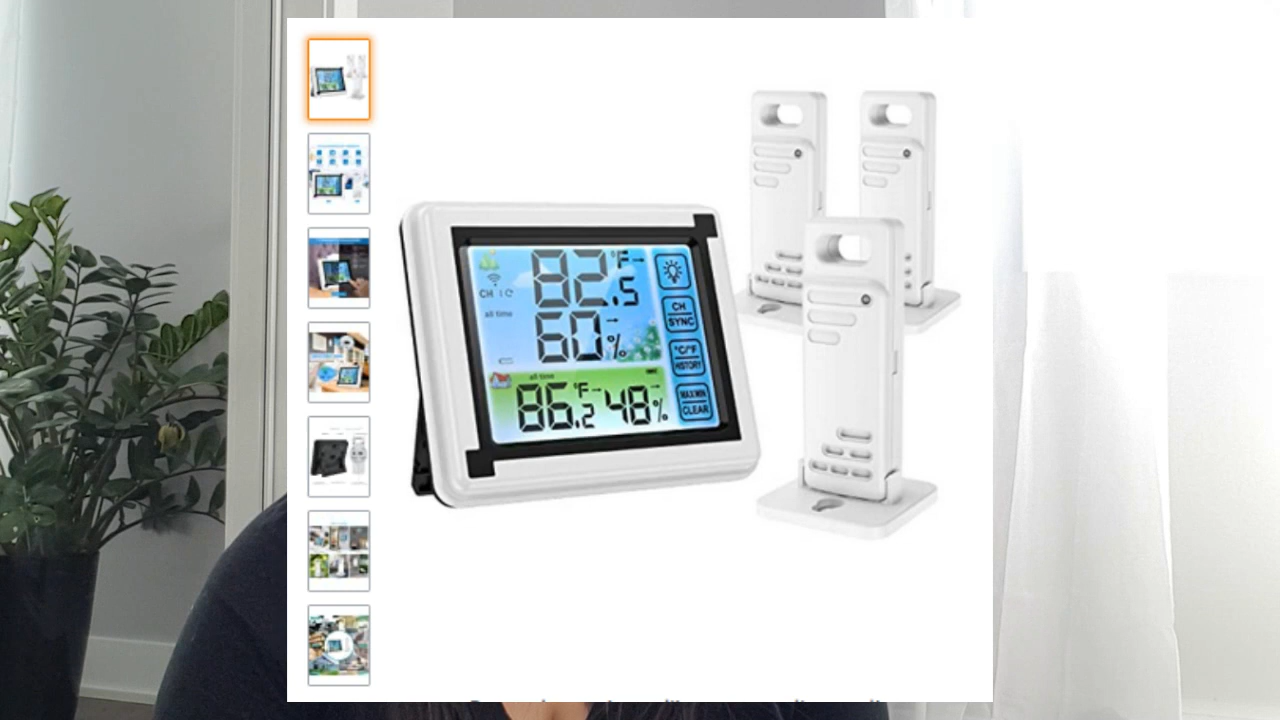 82.5 °F→
CH 1
all time
60%→
all time
86.2 °F→ 48%→
CH
SYNC
°C/°F
HISTORY
MAX/MIN
CLEAR